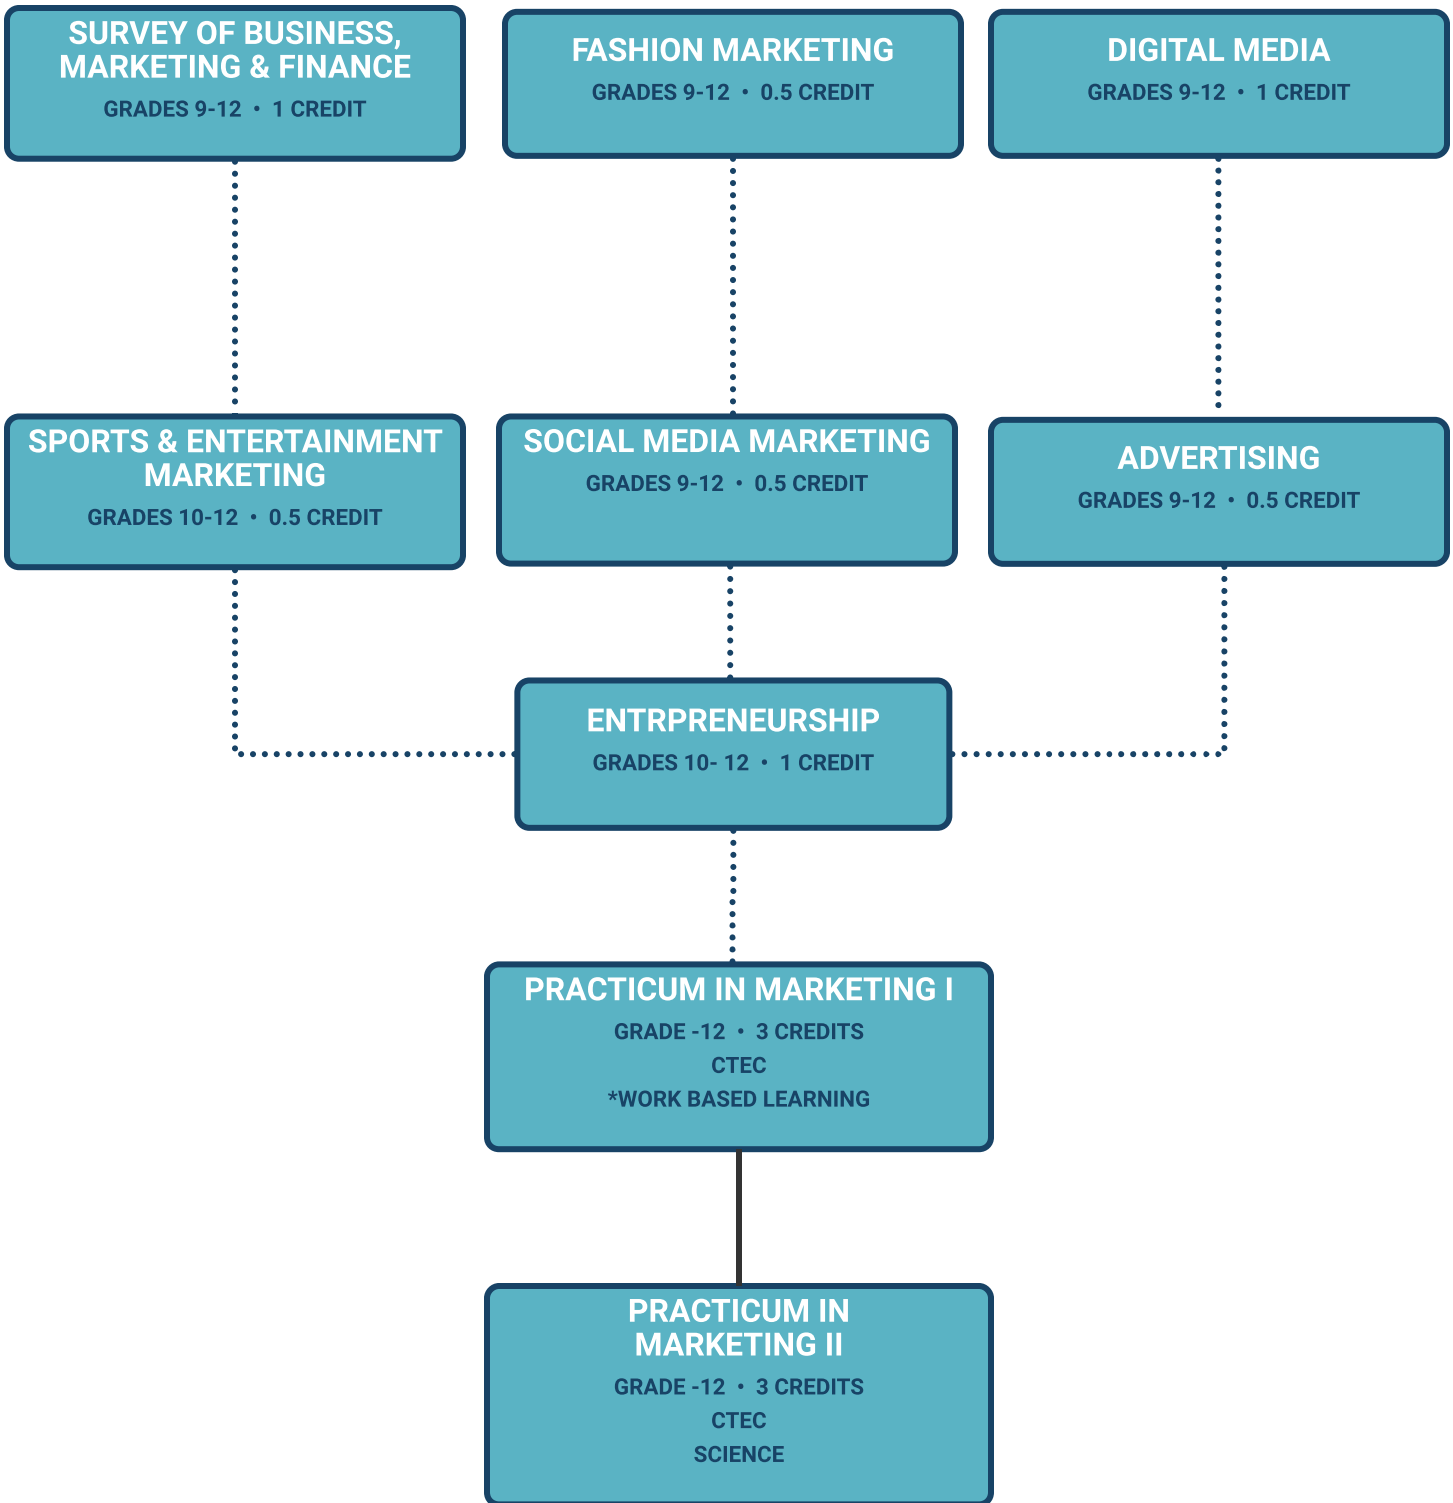 SURVEY OF BUSINESS,
MARKETING & FINANCE
GRADES 9-12 • 1 CREDIT
FASHION MARKETING
GRADES 9-12 • 0.5 CREDIT
DIGITAL MEDIA
GRADES 9-12 • 1 CREDIT
SPORTS & ENTERTAINMENT
MARKETING
GRADES 10-12 • 0.5 CREDIT
SOCIAL MEDIA MARKETING
GRADES 9-12 • 0.5 CREDIT
ADVERTISING
GRADES 9-12 • 0.5 CREDIT
ENTRPRENEURSHIP
GRADES 10- 12 • 1 CREDIT
PRACTICUM IN MARKETING I
GRADE -12 • 3 CREDITS
CTEC
*WORK BASED LEARNING
PRACTICUM IN
MARKETING II
GRADE -12 • 3 CREDITS
CTEC
SCIENCE